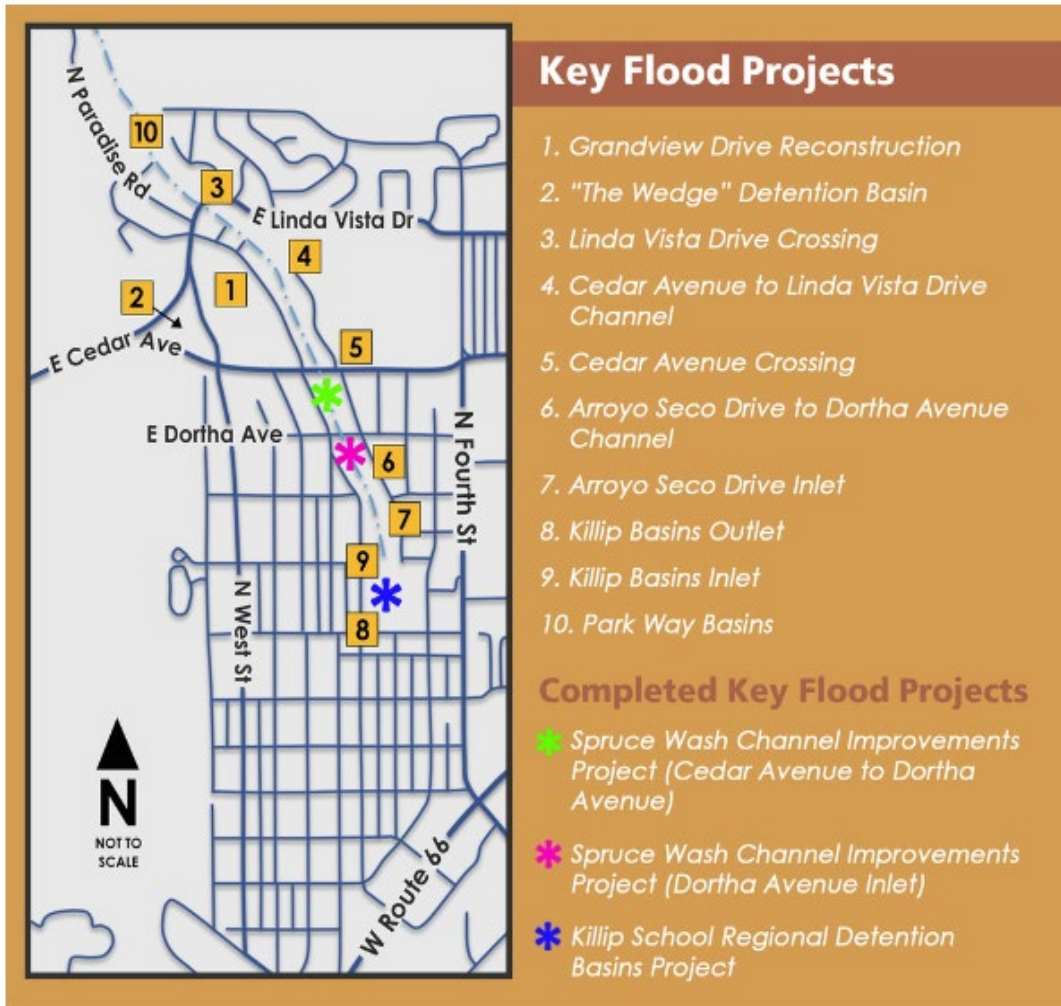 N Paradise Rd
10
3
E Linda Vista Dr
4
1
2
E Cedar Ave
5
E Dortha Ave
N Fourth St
6
7
9
8
N West St
N
NOT TO
SCALE
W Route 66
Key Flood Projects
1. Grandview Drive Reconstruction
2. “The Wedge” Detention Basin
3. Linda Vista Drive Crossing
4. Cedar Avenue to Linda Vista Drive
Channel
5. Cedar Avenue Crossing
6. Arroyo Seco Drive to Dortha Avenue
Channel
7. Arroyo Seco Drive Inlet
8. Killip Basins Outlet
9. Killip Basins Inlet
10. Park Way Basins
Completed Key Flood Projects
Spruce Wash Channel Improvements
Project (Cedar Avenue to Dortha
Avenue)
Spruce Wash Channel Improvements
Project (Dortha Avenue Inlet)
Killip School Regional Detention
Basins Project